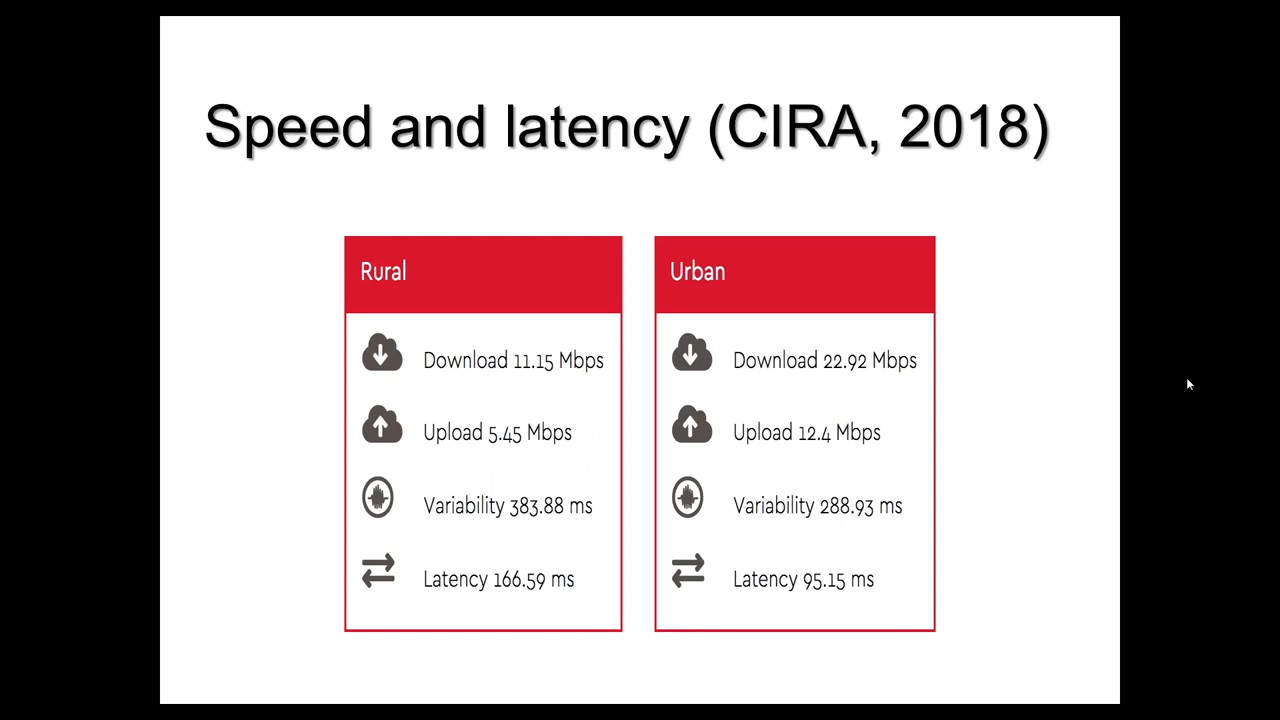 Speed and latency (CIRA, 2018)
Rural
Download 11.15 Mbps
Upload 5.45 Mbps
Variability 383.88 ms
Latency 166.59 ms
Urban
Download 22.92 Mbps
Upload 12.4 Mbps
Variability 288.93 ms
Latency 95.15 ms